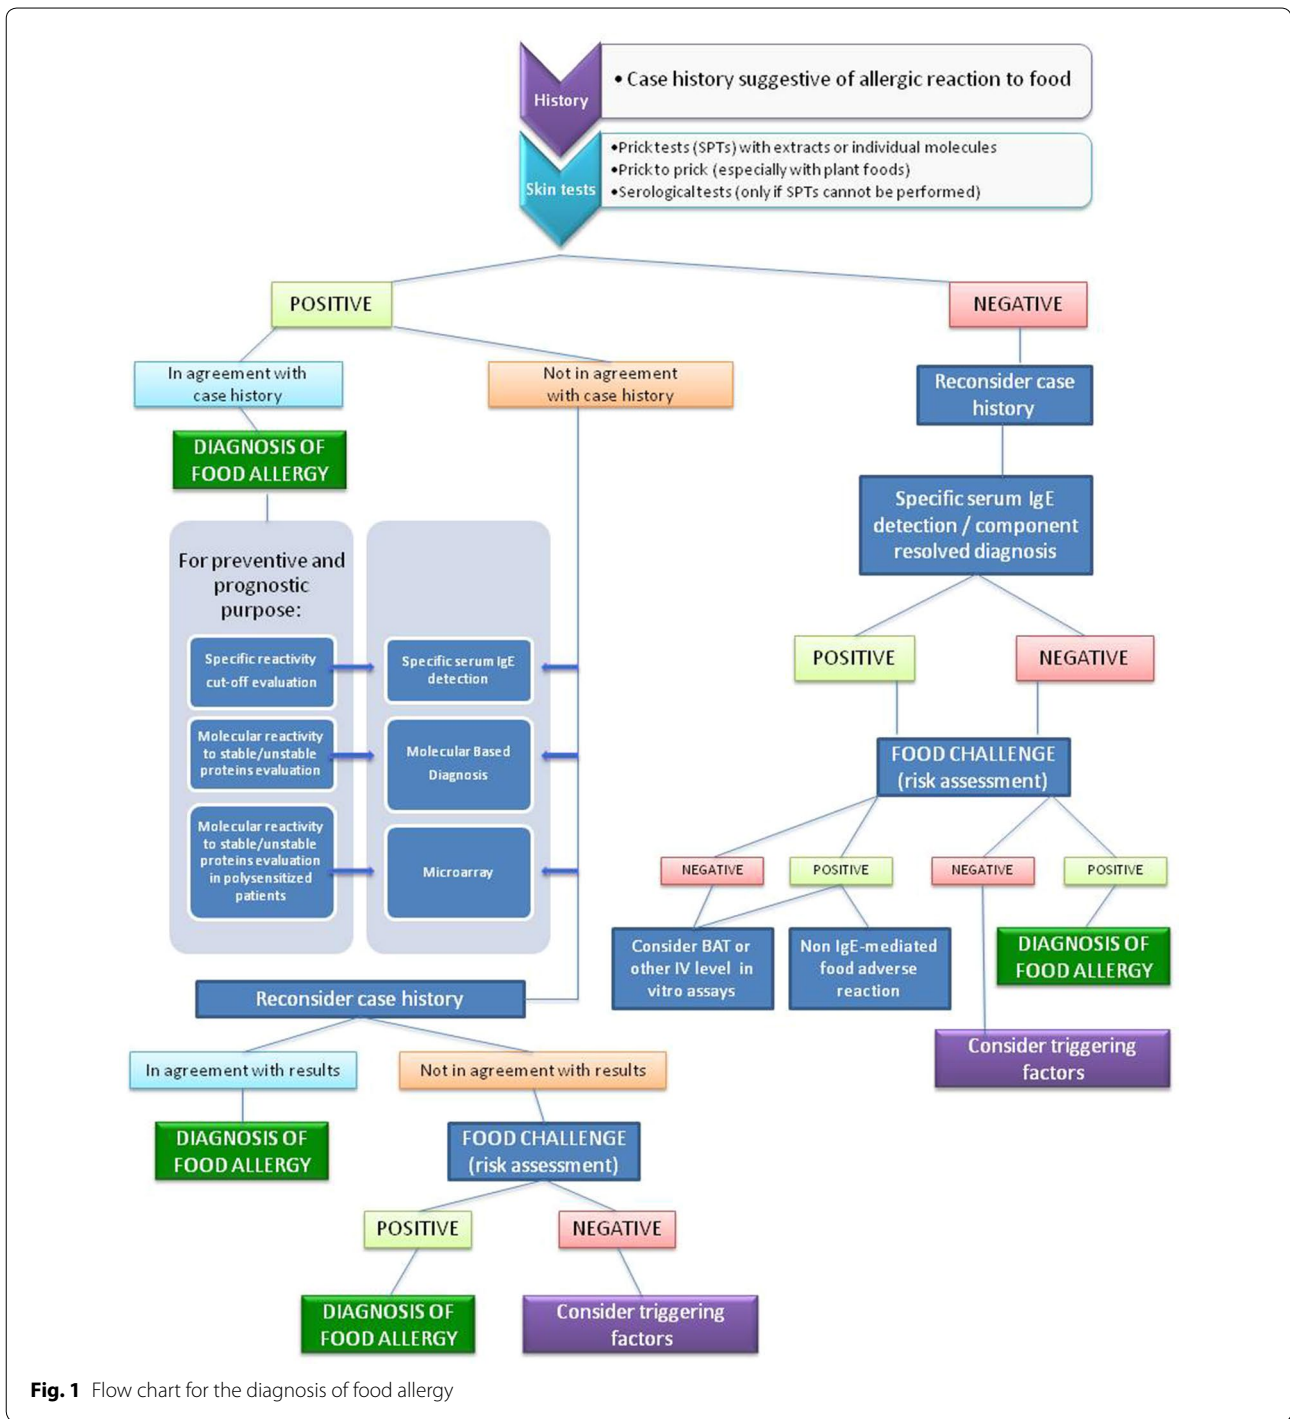 History
• Case history suggestive of allergic reaction to food
Skin tests
•Prick tests (SPTs) with extracts or individual molecules
•Prick to prick (especially with plant foods)
•Serological tests (only if SPTs cannot be performed)
POSITIVE
NEGATIVE
In agreement with
case history
Not in agreement
with case history
Reconsider case
history
DIAGNOSIS OF
FOOD ALLERGY
Specific serum IgE
detection / component
resolved diagnosis
For preventive and
prognostic
purpose:
Specific reactivity
cut-off evaluation
Specific serum IgE
detection
Molecular reactivity
to stable/unstable
proteins evaluation
Molecular Based
Diagnosis
Molecular reactivity
to stable/unstable
proteins evaluation
in polysensitized
patients
Microarray
POSITIVE
NEGATIVE
FOOD CHALLENGE
(risk assessment)
NEGATIVE
POSITIVE
NEGATIVE
POSITIVE
Consider BAT or
other IV level in
vitro assays
Non IgE-mediated
food adverse
reaction
DIAGNOSIS OF
FOOD ALLERGY
Consider triggering
factors
Reconsider case history
In agreement with results
Not in agreement with results
DIAGNOSIS OF
FOOD ALLERGY
FOOD CHALLENGE
(risk assessment)
POSITIVE
NEGATIVE
DIAGNOSIS OF
FOOD ALLERGY
Consider triggering
factors
Fig. 1 Flow chart for the diagnosis of food allergy